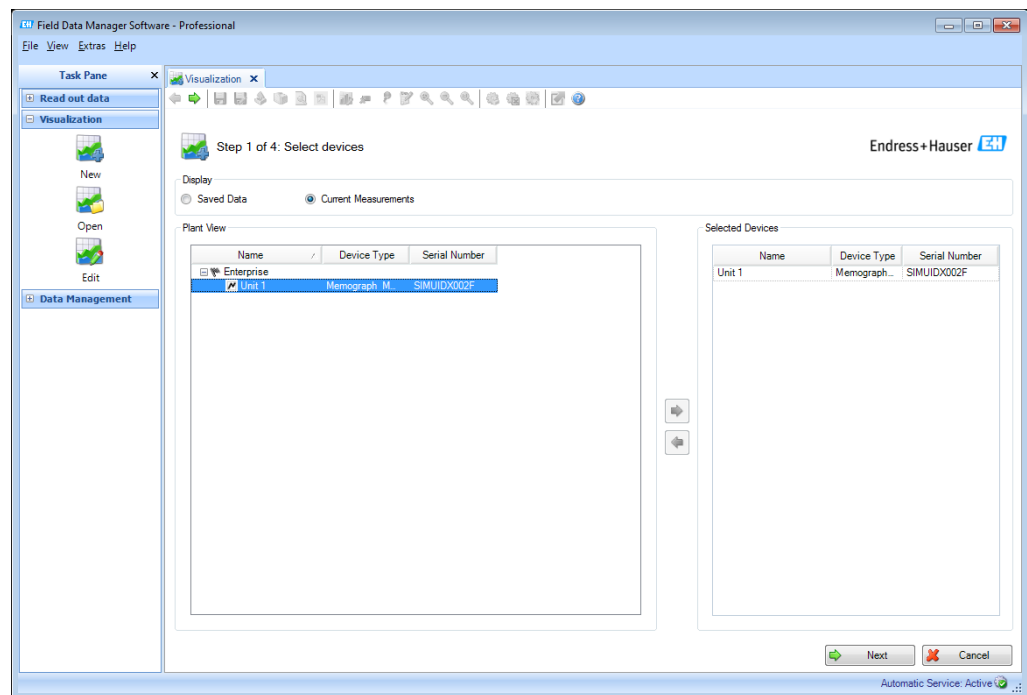 Field Data Manager Software - Professional
File View Extras Help
Task Pane
Read out data
Visualization
New
Open
Edit
Data Management
Visualization
Step 1 of 4: Select devices
Endress+Hauser EH
Display
Saved Data Current Measurements
Plant View
Name Device Type Serial Number
Enterprise
Unit 1 Memograph M... SIMUIDX002F
Selected Devices
Name Device Type Serial Number
Unit 1 Memograph... SIMUIDX002F
Next Cancel
Automatic Service: Active